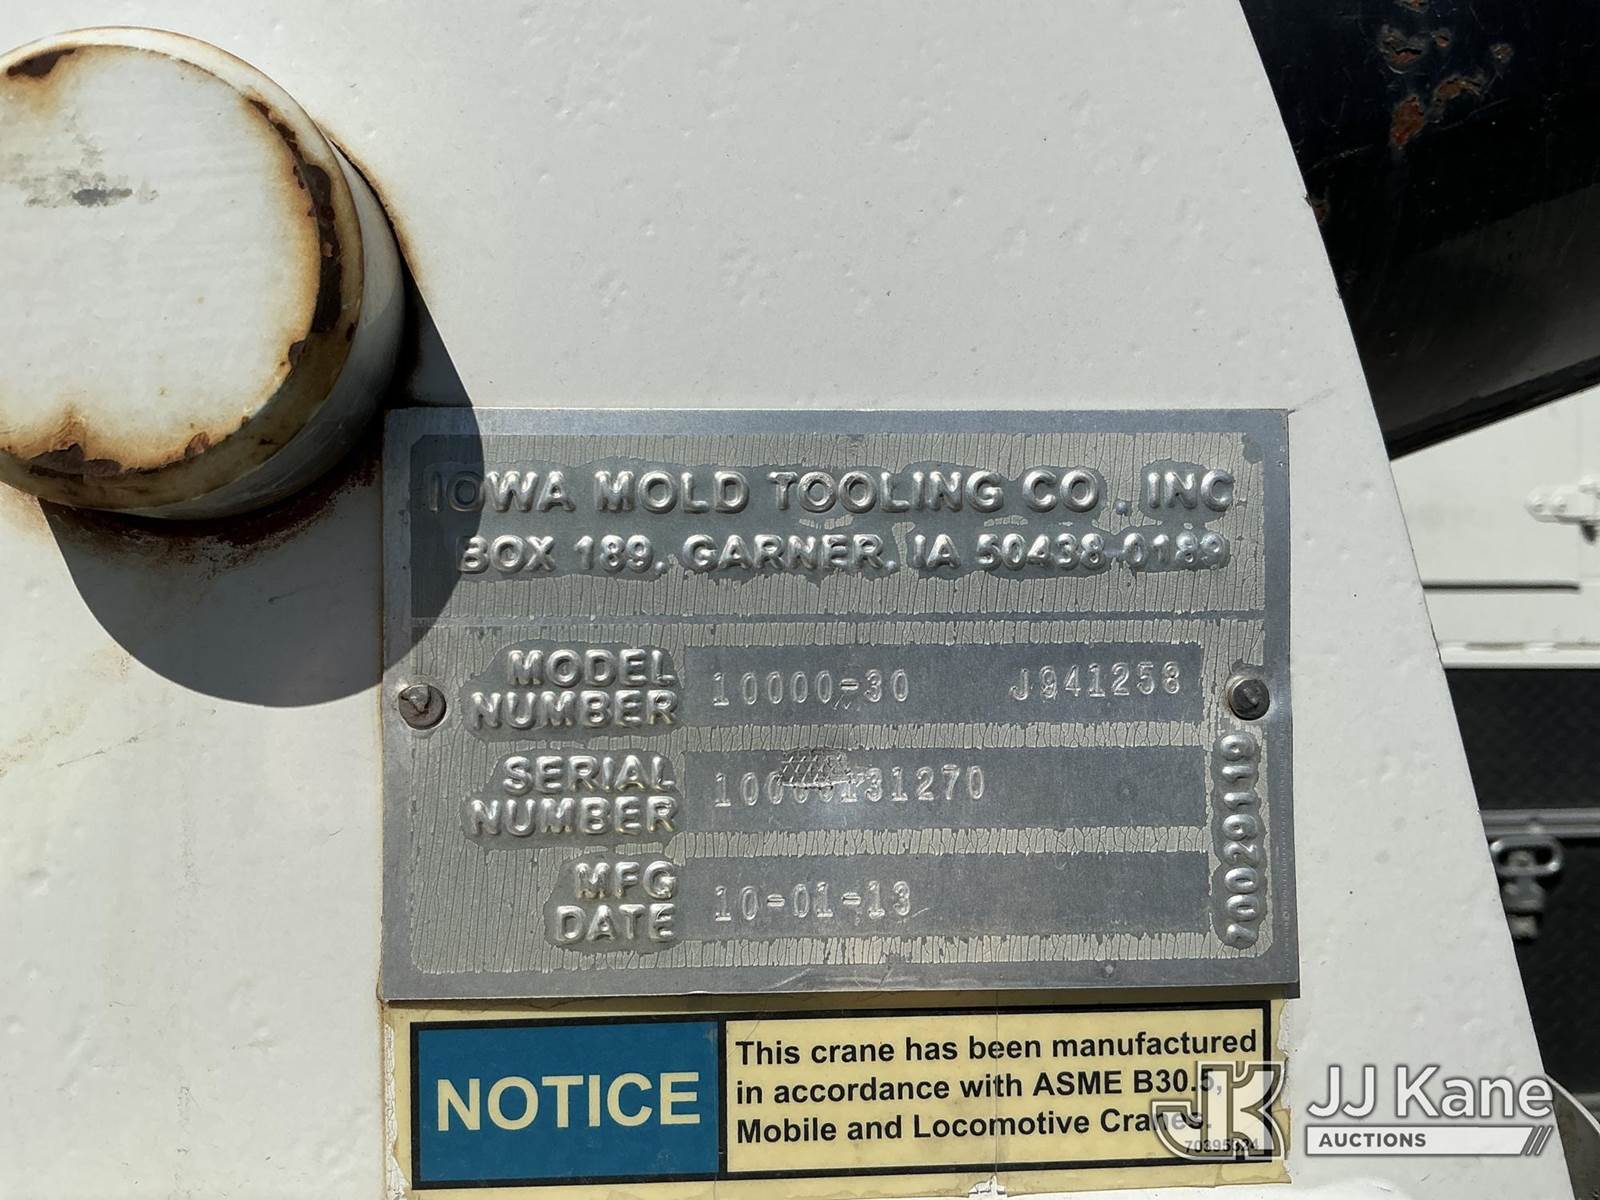 IOWA MOLD TOOLING CO., INC
BOX 189, GARNER, IA 50438-0189
MODEL NUMBER 10000-30 J941258
SERIAL NUMBER
MFG DATE 10-01-13
70029119
NOTICE
This crane has been manufactured
in accordance with ASME B30.5,
Mobile and Locomotive Cranes.
JJ Kane
AUCTIONS